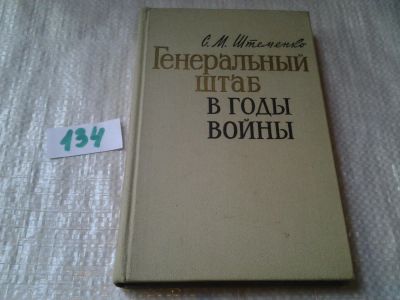 С. М. Штеменко
Генеральный
штаб
в годы
войны
134